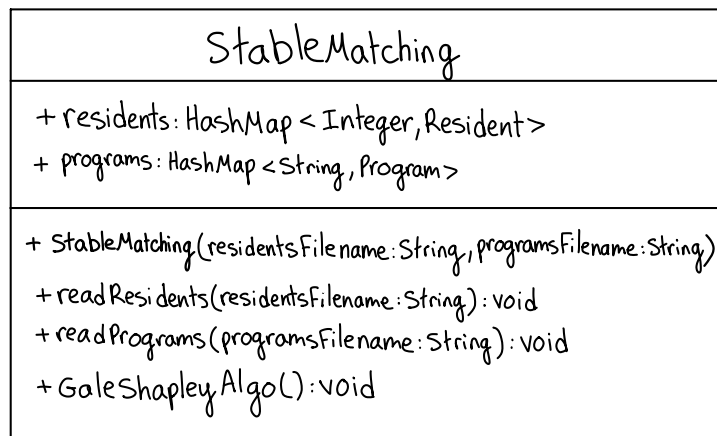 StableMatching
+ residents: HashMap < Integer, Resident >
+ programs: HashMap < String, Program >
+ StableMatching(residentsFilename: String, programsFilename: String)
+ readResidents(residentsFilename: String): void
+ readPrograms(programsFilename: String): void
+ GaleShapleyAlgo(): void